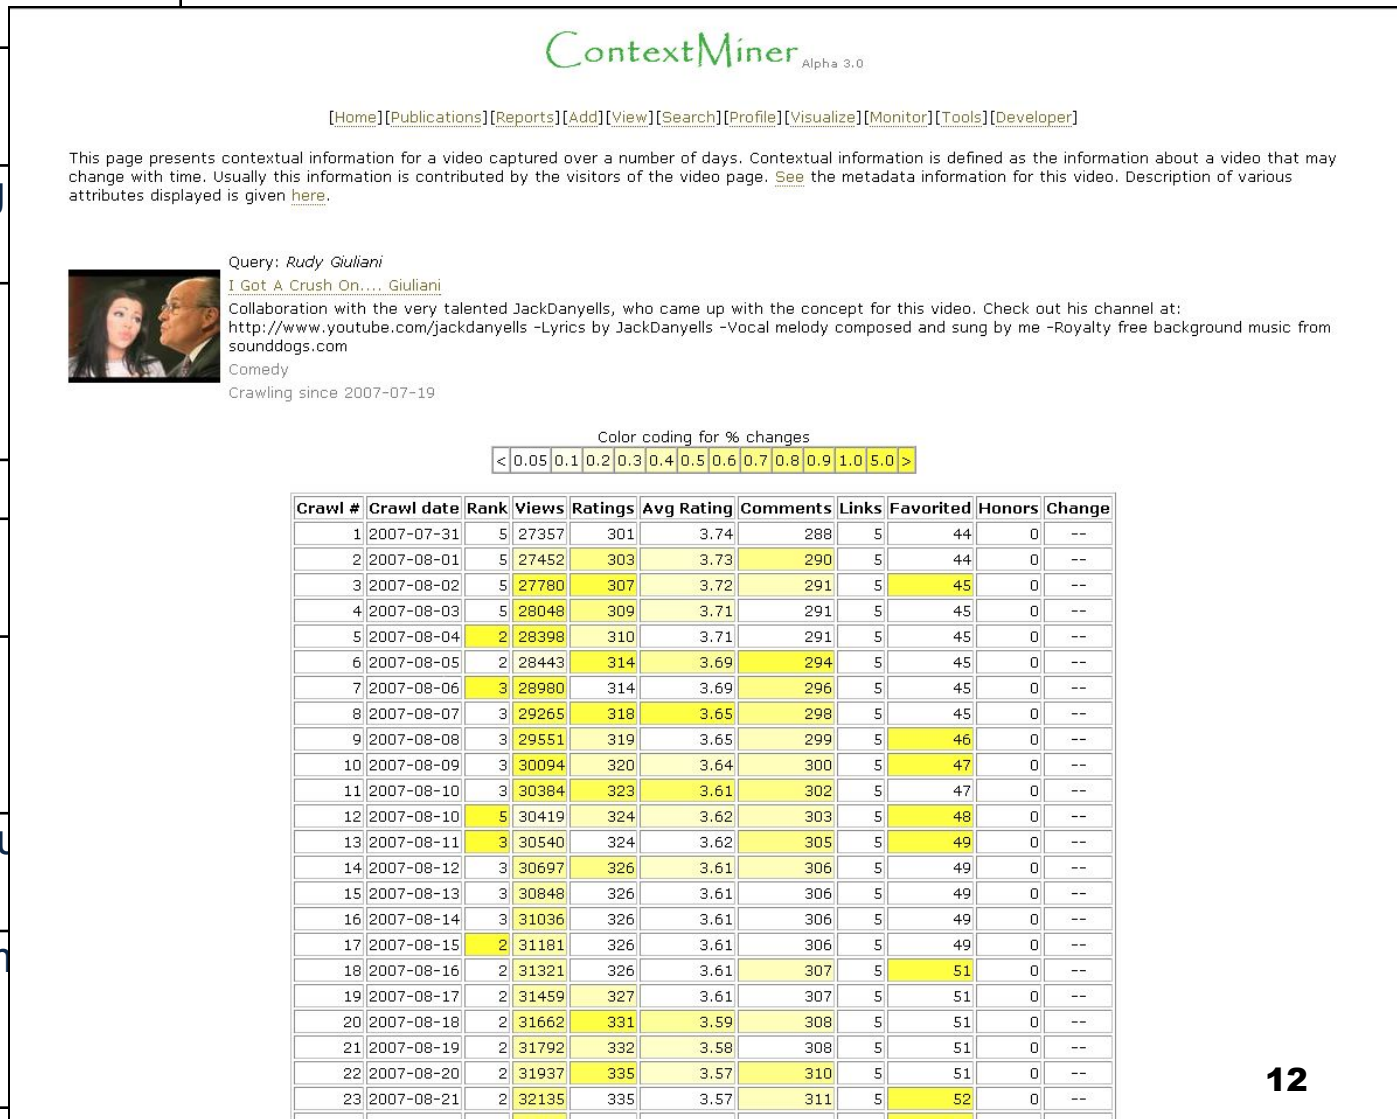 ContextMiner Alpha 3.0
[Home][Publications][Reports][Add][View][Search][Profile][Visualize][Monitor][Tools][Developer]
This page presents contextual information for a video captured over a number of days. Contextual information is defined as the information about a video that may
change with time. Usually this information is contributed by the visitors of the video page. See the metadata information for this video. Description of various
attributes displayed is given here.
Query: Rudy Giuliani
I Got A Crush On.... Giuliani
Collaboration with the very talented JackDanyells, who came up with the concept for this video. Check out his channel at:
http://www.youtube.com/jackdanyells -Lyrics by JackDanyells -Vocal melody composed and sung by me -Royalty free background music from
sounddogs.com
Comedy
Crawling since 2007-07-19
Color coding for % changes
< 0.05 0.1 0.2 0.3 0.4 0.5 0.6 0.7 0.8 0.9 1.0 5.0 >
Crawl # Crawl date Rank Views Ratings Avg Rating Comments Links Favorited Honors Change
1 2007-07-31 5 27357 301 3.74 288 5 44 0 --
2 2007-08-01 5 27452 303 3.73 290 5 44 0 --
3 2007-08-02 5 27780 307 3.72 291 5 45 0 --
4 2007-08-03 5 28048 309 3.71 291 5 45 0 --
5 2007-08-04 2 28398 310 3.71 291 5 45 0 --
6 2007-08-05 2 28443 314 3.69 294 5 45 0 --
7 2007-08-06 3 28980 314 3.69 296 5 45 0 --
8 2007-08-07 3 29265 318 3.65 298 5 45 0 --
9 2007-08-08 3 29551 319 3.65 299 5 46 0 --
10 2007-08-09 3 30094 320 3.64 300 5 47 0 --
11 2007-08-10 3 30384 323 3.61 302 5 47 0 --
12 2007-08-10 5 30419 324 3.62 303 5 48 0 --
13 2007-08-11 3 30540 324 3.62 305 5 49 0 --
14 2007-08-12 3 30697 326 3.61 306 5 49 0 --
15 2007-08-13 3 30848 326 3.61 306 5 49 0 --
16 2007-08-14 3 31036 326 3.61 306 5 49 0 --
17 2007-08-15 2 31181 326 3.61 306 5 49 0 --
18 2007-08-16 2 31321 326 3.61 307 5 51 0 --
19 2007-08-17 2 31459 327 3.61 307 5 51 0 --
20 2007-08-18 2 31662 331 3.59 308 5 51 0 --
21 2007-08-19 2 31792 332 3.58 308 5 51 0 --
22 2007-08-20 2 31937 335 3.57 310 5 51 0 --
23 2007-08-21 2 32135 335 3.57 311 5 52 0 --
12